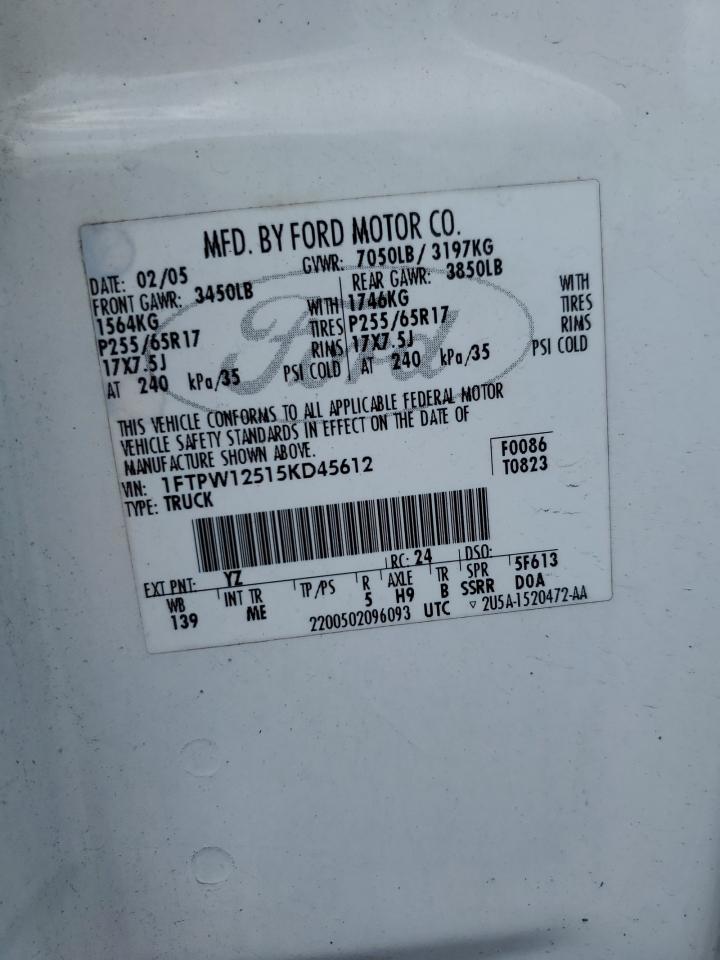 MFD. BY FORD MOTOR CO.
DATE: 02/05 GVWR: 7050LB/ 3197KG
FRONT GAWR: 3450LB REAR GAWR: 3850LB
1564KG WITH 1746KG WITH
P255/65R17 TIRES P255/65R17 TIRES
17X7.5J RIMS 17X7.5J RIMS
AT 240 kPa/35 PSI COLD AT 240 kPa/35 PSI COLD
THIS VEHICLE CONFORMS TO ALL APPLICABLE FEDERAL MOTOR
VEHICLE SAFETY STANDARDS IN EFFECT ON THE DATE OF
MANUFACTURE SHOWN ABOVE.
VIN: 1FTPW12515KD45612 F0086
TYPE: TRUCK T0823
EXT PNT: YZ RC: 24 DSO:
WB INT TR TP/PS R AXLE TR SPR 5F613
139 ME 5 H9 B SSRR D0A
2200502096093 UTC ▽ 2U5A-1520472-AA
Ford